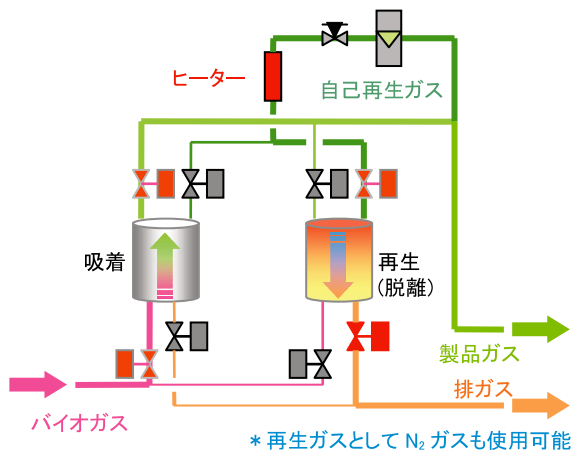 ヒーター
自己再生ガス
吸着
再生
(脱離)
製品ガス
排ガス
バイオガス
*再生ガスとしてN₂ガスも使用可能